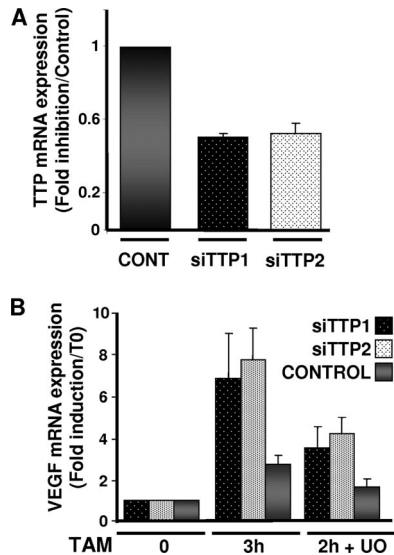 A
TTP mRNA expression
(Fold inhibition/Control)
1
0.6
0.2
0
CONT
siTTP1
siTTP2
B
VEGF mRNA expression
(Fold induction/T0)
10
8
6
4
2
0
siTTP1
siTTP2
CONTROL
TAM
0
3h
2h + UO